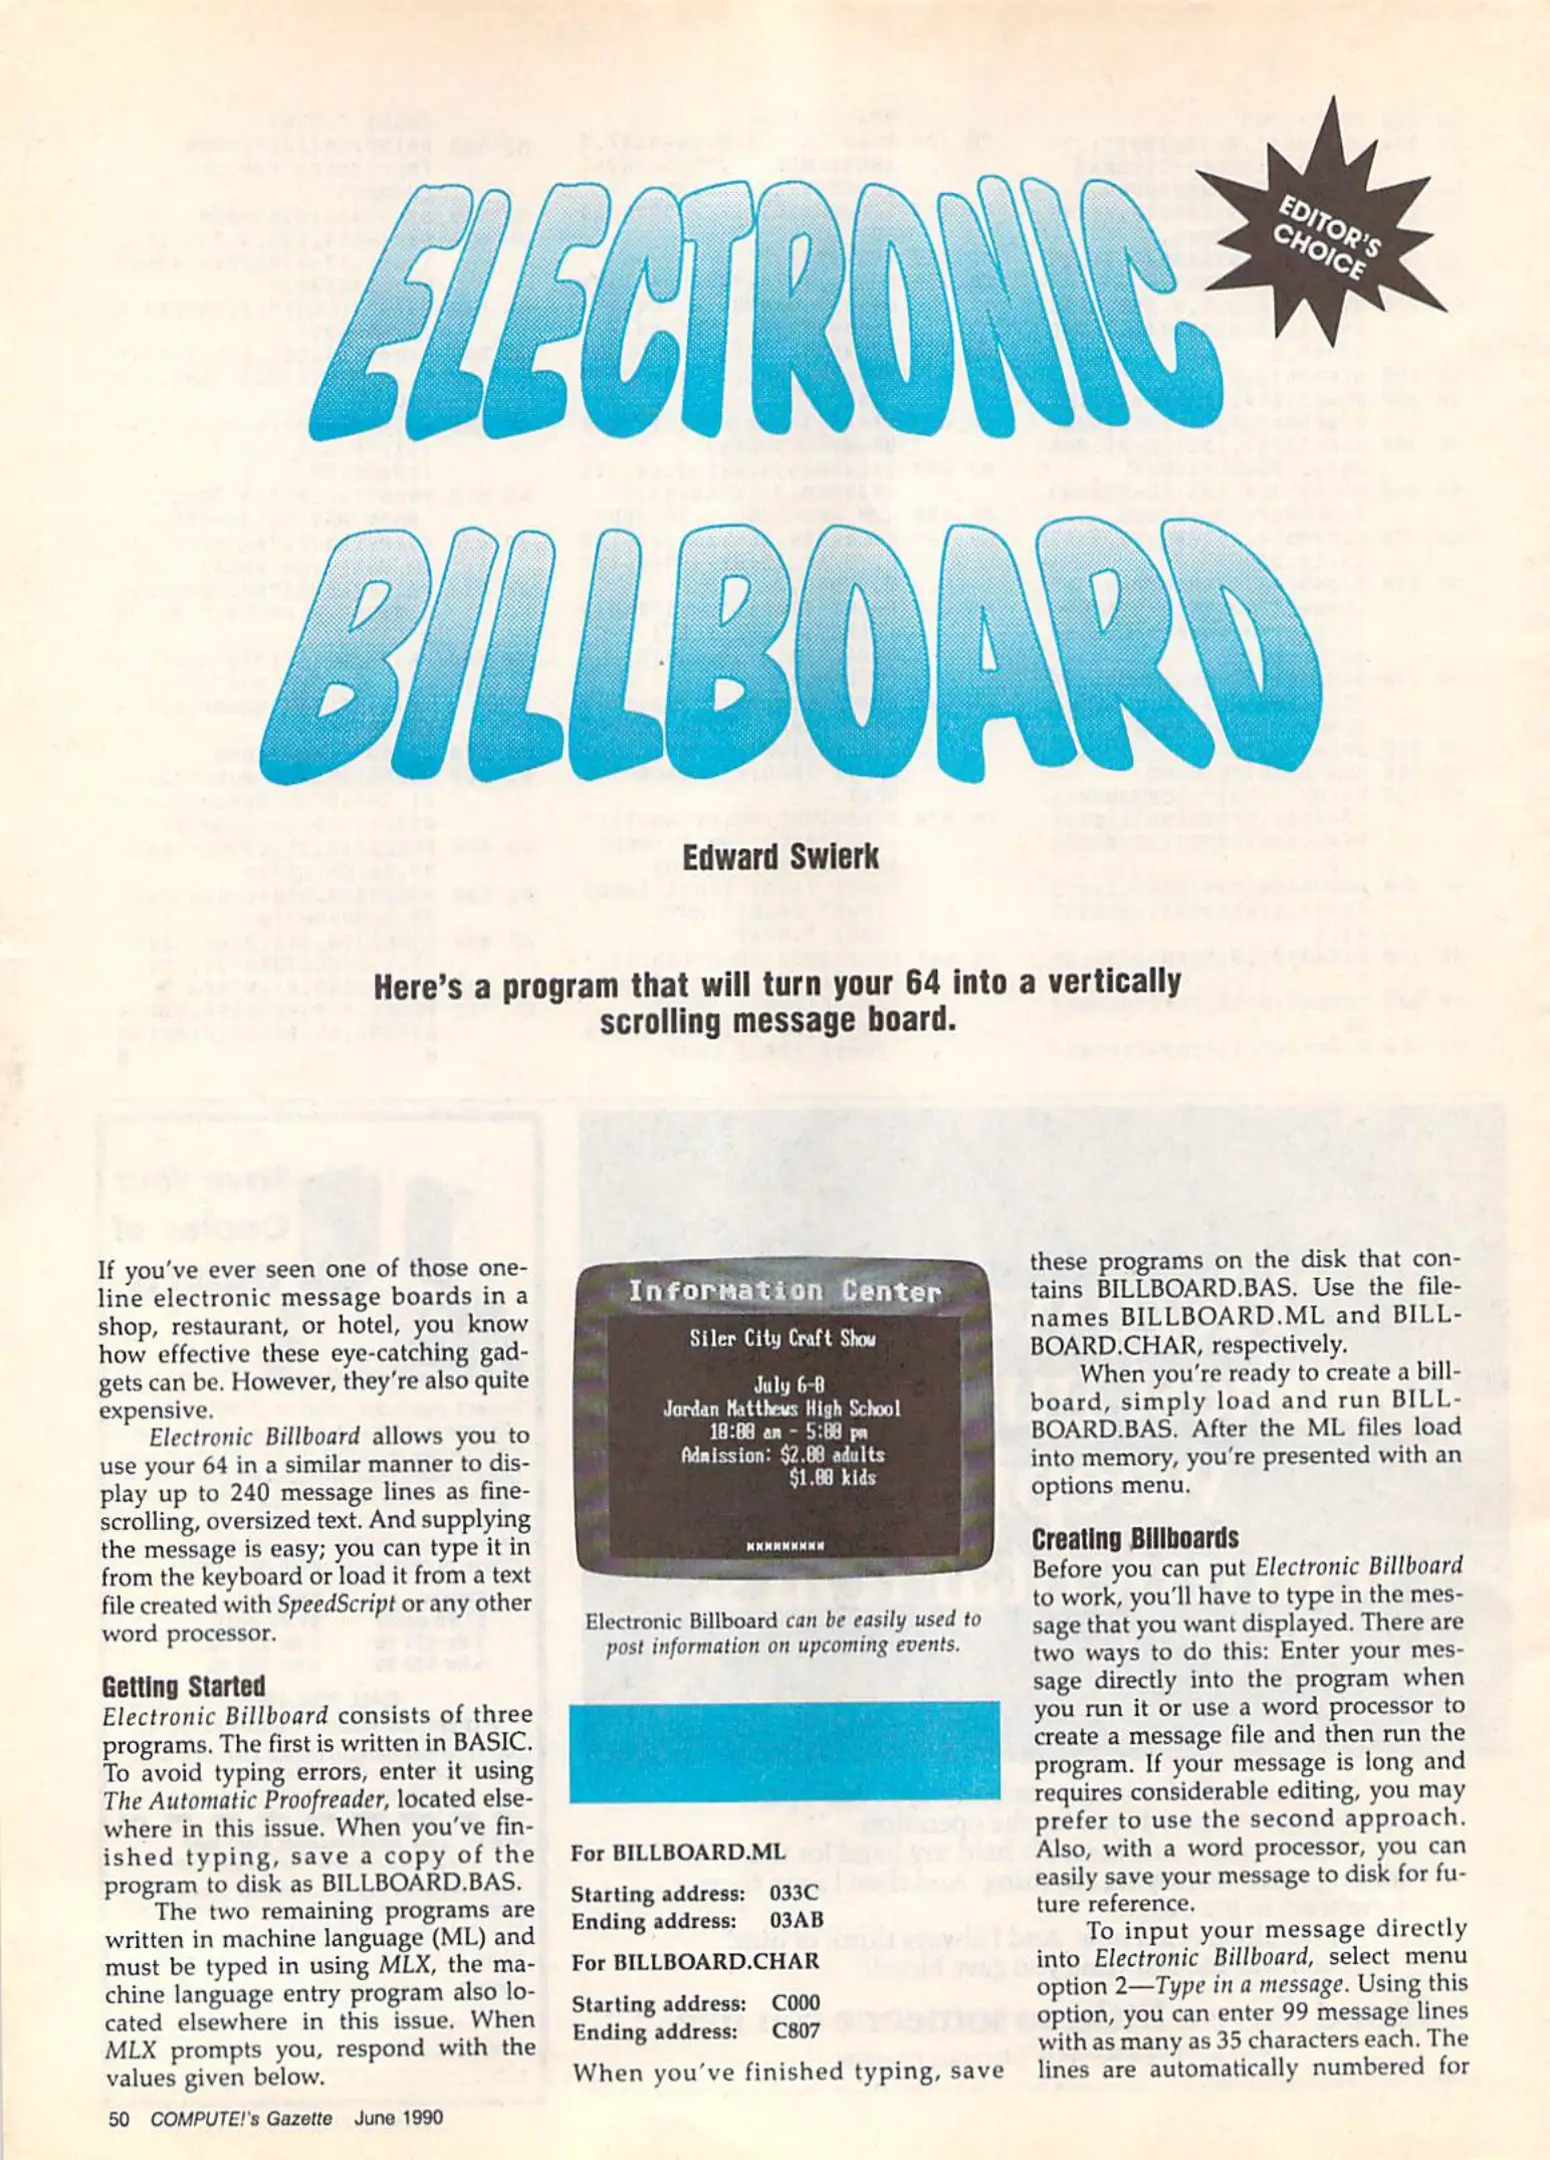 ELECTRONIC
BILLBOARD
EDITOR'S
CHOICE
Edward Swierk
Here's a program that will turn your 64 into a vertically
scrolling message board.
If you've ever seen one of those one-
line electronic message boards in a
shop, restaurant, or hotel, you know
how effective these eye-catching gad-
gets can be. However, they're also quite
expensive.
Electronic Billboard allows you to
use your 64 in a similar manner to dis-
play up to 240 message lines as fine-
scrolling, oversized text. And supplying
the message is easy; you can type it in
from the keyboard or load it from a text
file created with SpeedScript or any other
word processor.
Getting Started
Electronic Billboard consists of three
programs. The first is written in BASIC.
To avoid typing errors, enter it using
The Automatic Proofreader, located else-
where in this issue. When you've fin-
ished typing, save a copy of the
program to disk as BILLBOARD.BAS.
The two remaining programs are
written in machine language (ML) and
must be typed in using MLX, the ma-
chine language entry program also lo-
cated elsewhere in this issue. When
MLX prompts you, respond with the
values given below.
Information Center
Siler City Craft Show
July 6-8
Jordan Matthews High School
10:00 am - 5:00 pm
Admission: $2.00 adults
$1.00 kids
Electronic Billboard can be easily used to
post information on upcoming events.
For BILLBOARD.ML
Starting address: 033C
Ending address: 03AB
For BILLBOARD.CHAR
Starting address: C000
Ending address: C807
When you've finished typing, save
these programs on the disk that con-
tains BILLBOARD.BAS. Use the file-
names BILLBOARD.ML and BILL-
BOARD.CHAR, respectively.
When you're ready to create a bill-
board, simply load and run BILL-
BOARD.BAS. After the ML files load
into memory, you're presented with an
options menu.
Creating Billboards
Before you can put Electronic Billboard
to work, you'll have to type in the mes-
sage that you want displayed. There are
two ways to do this: Enter your mes-
sage directly into the program when
you run it or use a word processor to
create a message file and then run the
program. If your message is long and
requires considerable editing, you may
prefer to use the second approach.
Also, with a word processor, you can
easily save your message to disk for fu-
ture reference.
To input your message directly
into Electronic Billboard, select menu
option 2—Type in a message. Using this
option, you can enter 99 message lines
with as many as 35 characters each. The
lines are automatically numbered for
50 COMPUTE!'s Gazette June 1990